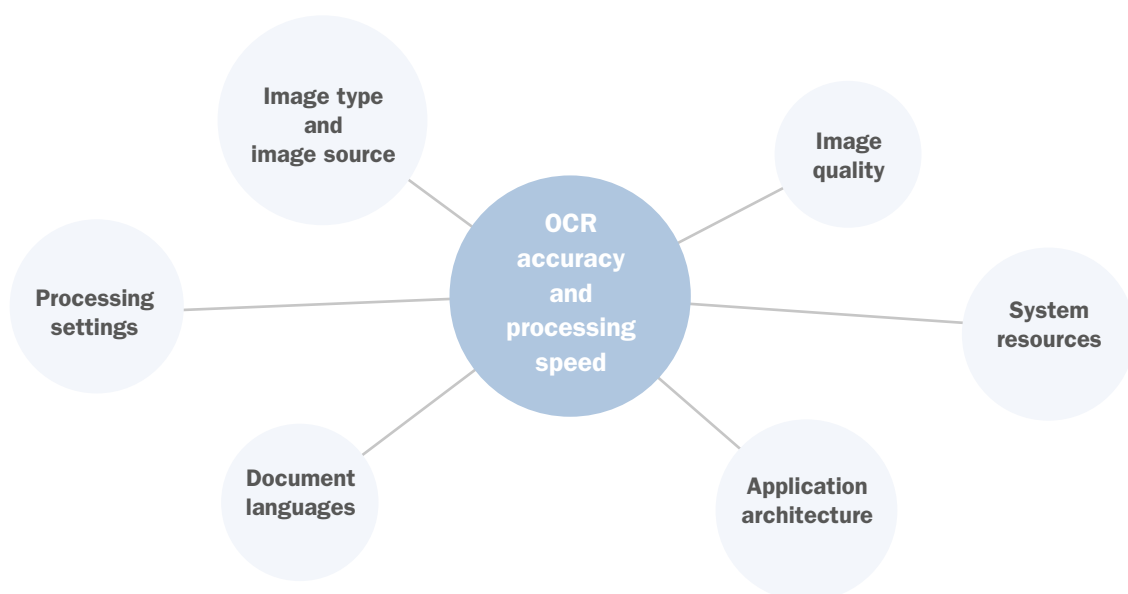 Image type
and
image source
Image
quality
OCR
accuracy
and
processing
speed
Processing
settings
System
resources
Document
languages
Application
architecture